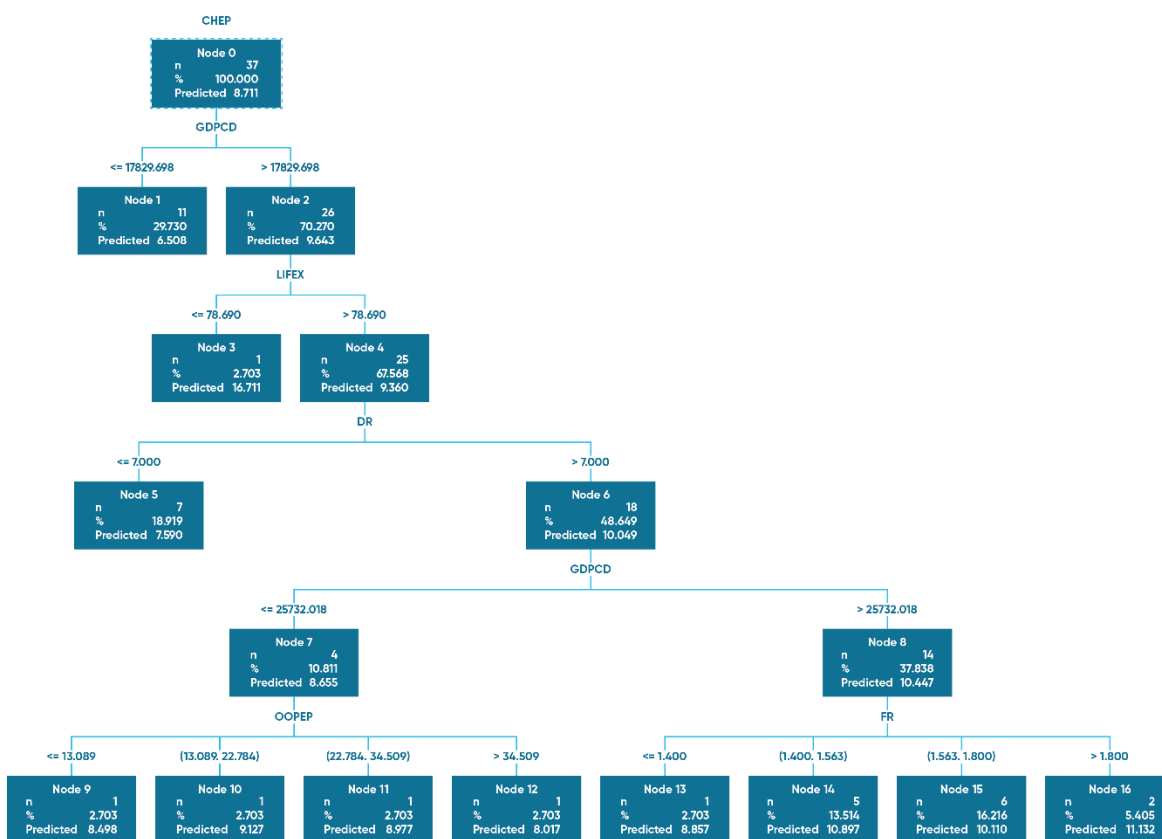 CHEP
Node 0
n 37
% 100.000
Predicted 8.711
GDPCD
<= 17829.698
> 17829.698
Node 1
n 11
% 29.730
Predicted 6.508
Node 2
n 26
% 70.270
Predicted 9.643
LIFEX
<= 78.690
> 78.690
Node 3
n 1
% 2.703
Predicted 16.711
Node 4
n 25
% 67.568
Predicted 9.360
DR
<= 7.000
> 7.000
Node 5
n 7
% 18.919
Predicted 7.590
Node 6
n 18
% 48.649
Predicted 10.049
GDPCD
<= 25732.018
> 25732.018
Node 7
n 4
% 10.811
Predicted 8.655
Node 8
n 14
% 37.838
Predicted 10.447
OOPEP
FR
<= 13.089
(13.089. 22.784)
(22.784. 34.509)
> 34.509
<= 1.400
(1.400. 1.563)
(1.563. 1.800)
> 1.800
Node 9
n 1
% 2.703
Predicted 8.498
Node 10
n 1
% 2.703
Predicted 9.127
Node 11
n 1
% 2.703
Predicted 8.977
Node 12
n 1
% 2.703
Predicted 8.017
Node 13
n 1
% 2.703
Predicted 8.857
Node 14
n 5
% 13.514
Predicted 10.897
Node 15
n 6
% 16.216
Predicted 10.110
Node 16
n 2
% 5.405
Predicted 11.132